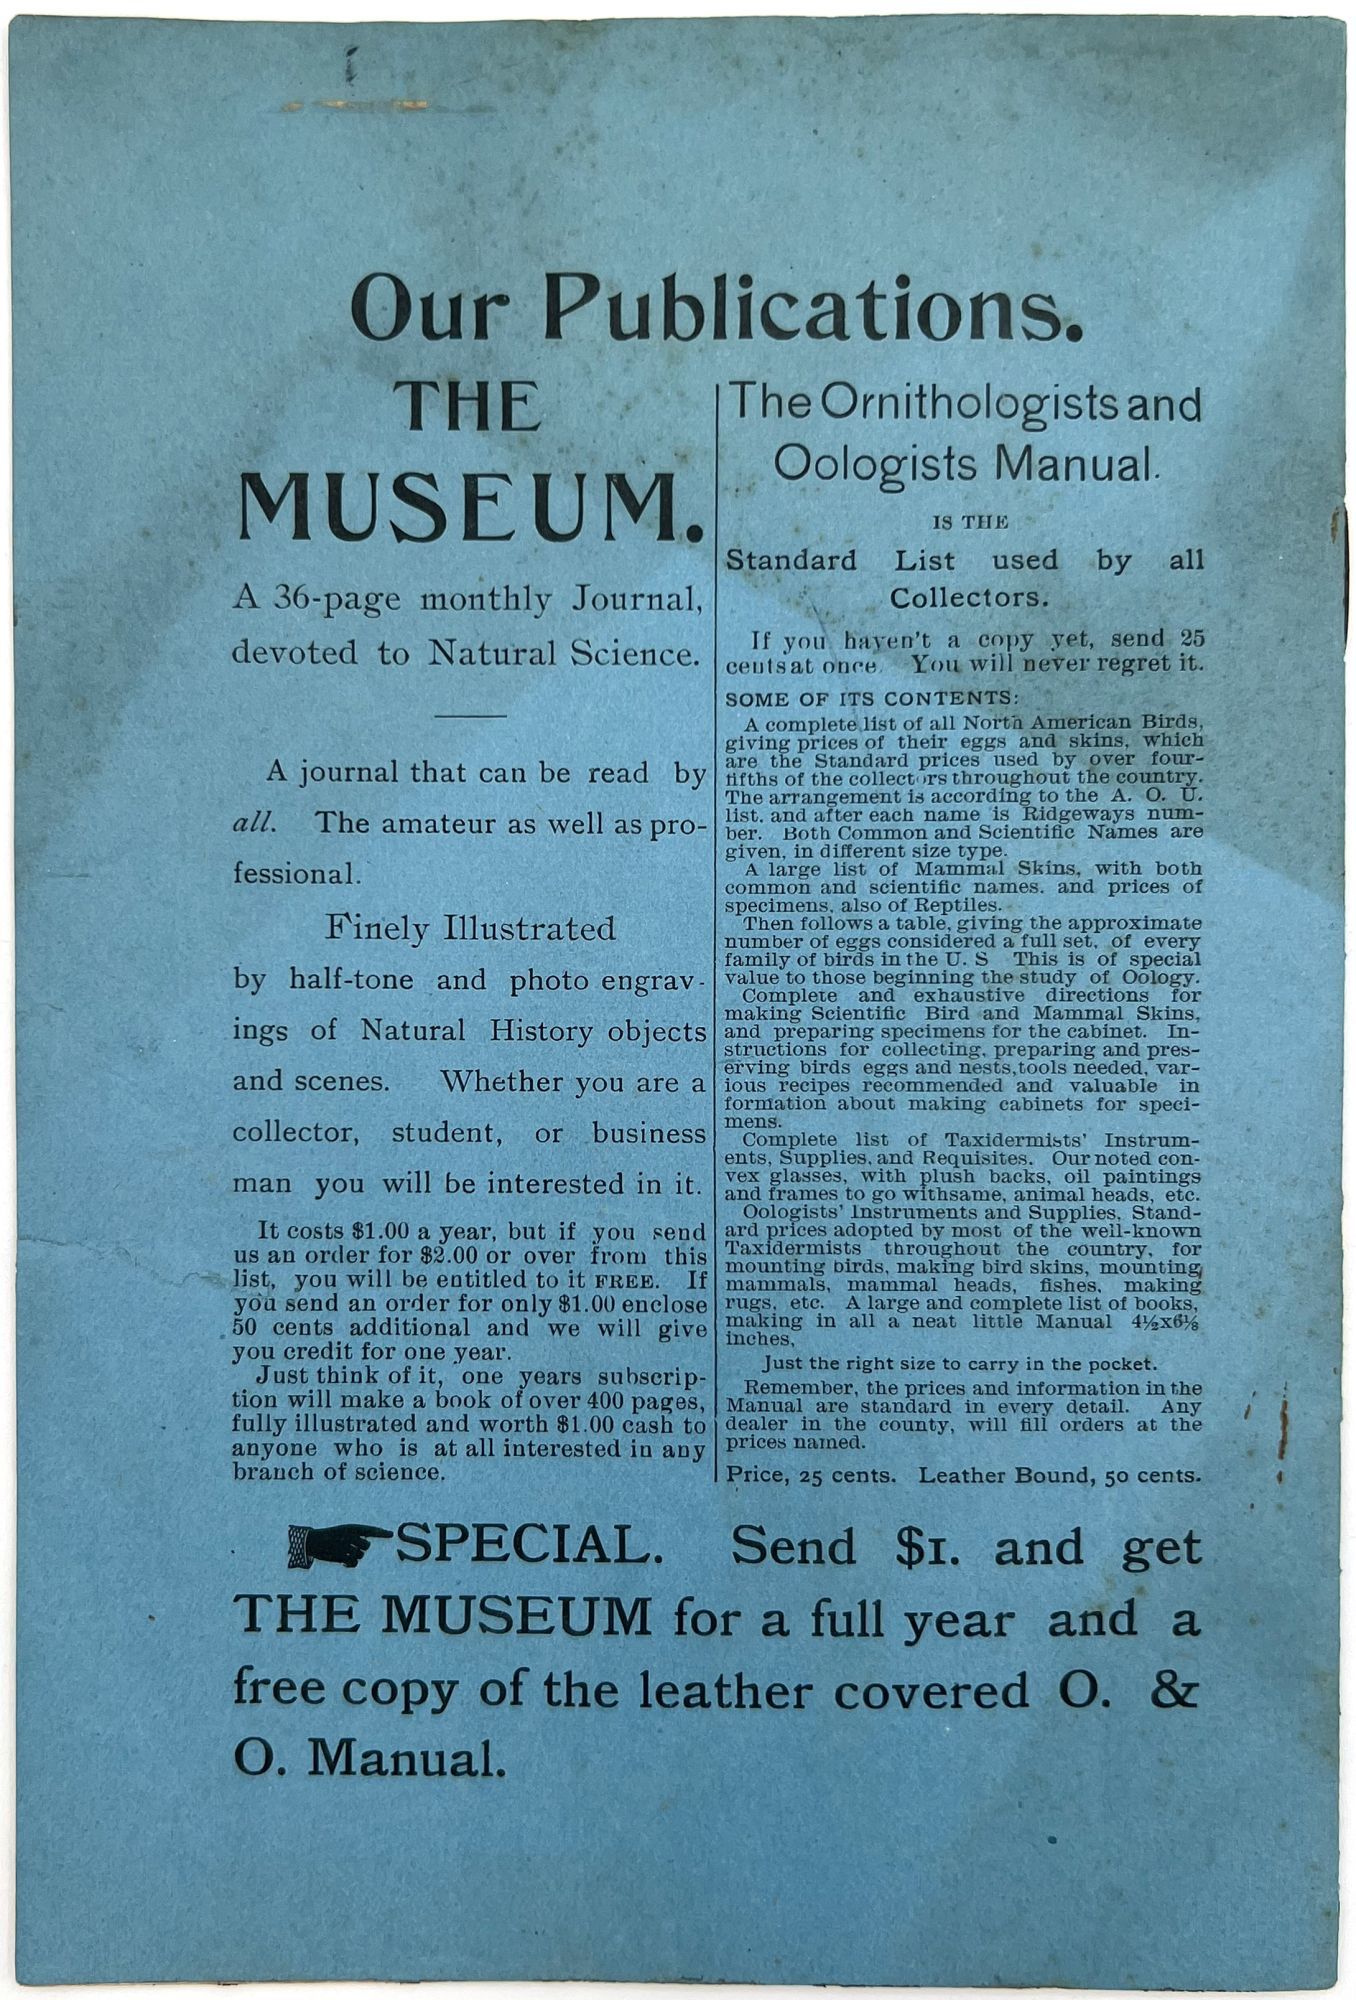 Our Publications.
THE
MUSEUM.
A 36-page monthly Journal,
devoted to Natural Science.
A journal that can be read by
all. The amateur as well as pro-
fessional.
Finely Illustrated
by half-tone and photo engrav-
ings of Natural History objects
and scenes. Whether you are a
collector, student, or business
man you will be interested in it.
It costs $1.00 a year, but if you send
us an order for $2.00 or over from this
list, you will be entitled to it FREE. If
you send an order for only $1.00 enclose
50 cents additional and we will give
you credit for one year.
Just think of it, one years subscrip-
tion will make a book of over 400 pages,
fully illustrated and worth $1.00 cash to
anyone who is at all interested in any
branch of science.
The Ornithologists and
Oologists Manual.
IS THE
Standard List used by all
Collectors.
If you haven't a copy yet, send 25
cents at once. You will never regret it.
SOME OF ITS CONTENTS:
A complete list of all North American Birds,
giving prices of their eggs and skins, which
are the Standard prices used by over four-
fifths of the collectors throughout the country.
The arrangement is according to the A. O. U.
list. and after each name is Ridgeways num-
ber. Both Common and Scientific Names are
given, in different size type.
A large list of Mammal Skins, with both
common and scientific names. and prices of
specimens, also of Reptiles.
Then follows a table, giving the approximate
number of eggs considered a full set, of every
family of birds in the U. S This is of special
value to those beginning the study of Oology.
Complete and exhaustive directions for
making Scientific Bird and Mammal Skins,
and preparing specimens for the cabinet. In-
structions for collecting, preparing and pres-
erving birds eggs and nests, tools needed, var-
ious recipes recommended and valuable in
formation about making cabinets for speci-
mens.
Complete list of Taxidermists' Instrum-
ents, Supplies, and Requisites. Our noted con-
vex glasses, with plush backs, oil paintings
and frames to go withsame, animal heads, etc.
Oologists' Instruments and Supplies. Stand-
ard prices adopted by most of the well-known
Taxidermists throughout the country, for
mounting birds, making bird skins, mounting
mammals, mammal heads, fishes, making
rugs, etc. A large and complete list of books,
making in all a neat little Manual 4½x6⅛
inches,
Just the right size to carry in the pocket.
Remember, the prices and information in the
Manual are standard in every detail. Any
dealer in the county, will fill orders at the
prices named.
Price, 25 cents. Leather Bound, 50 cents.
SPECIAL. Send $1. and get
THE MUSEUM for a full year and a
free copy of the leather covered O. &
O. Manual.